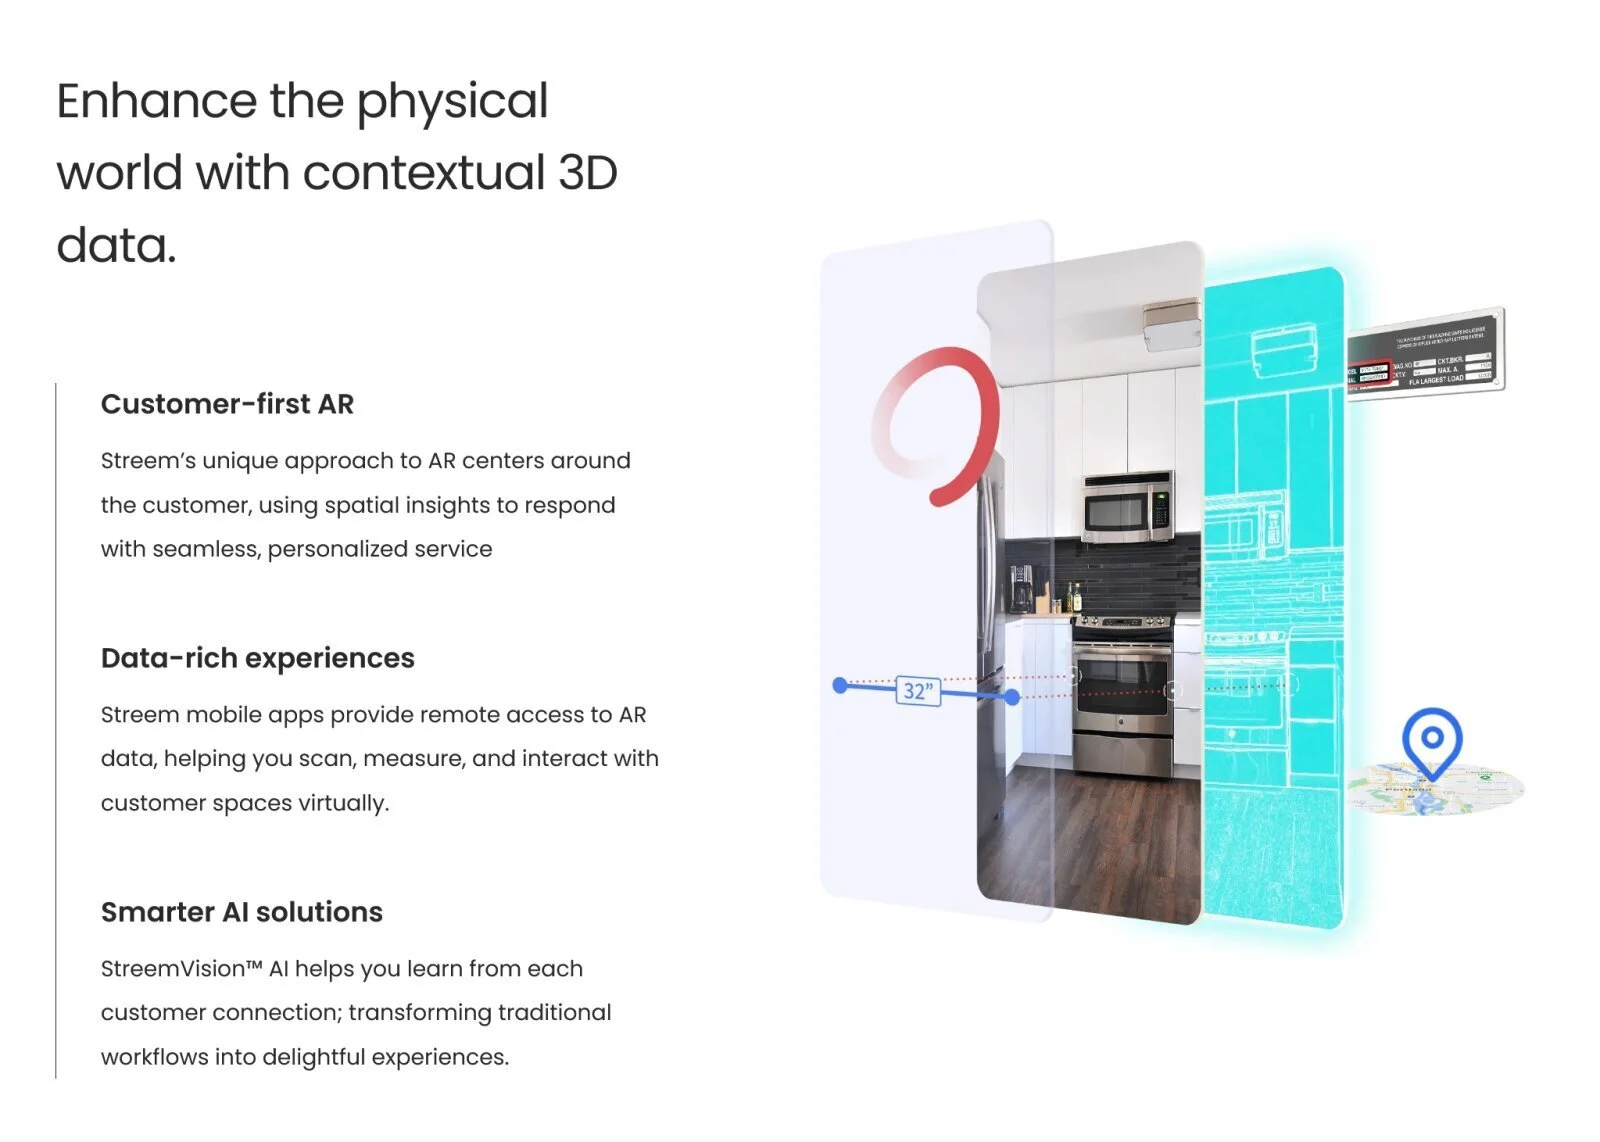 Enhance the physical
world with contextual 3D
data.
Customer-first AR
Streem’s unique approach to AR centers around
the customer, using spatial insights to respond
with seamless, personalized service
Data-rich experiences
Streem mobile apps provide remote access to AR
data, helping you scan, measure, and interact with
customer spaces virtually.
Smarter AI solutions
StreemVision™ AI helps you learn from each
customer connection; transforming traditional
workflows into delightful experiences.
32”
CKT.BKR.
MAX. A.
FLA LARGEST LOAD
Portland